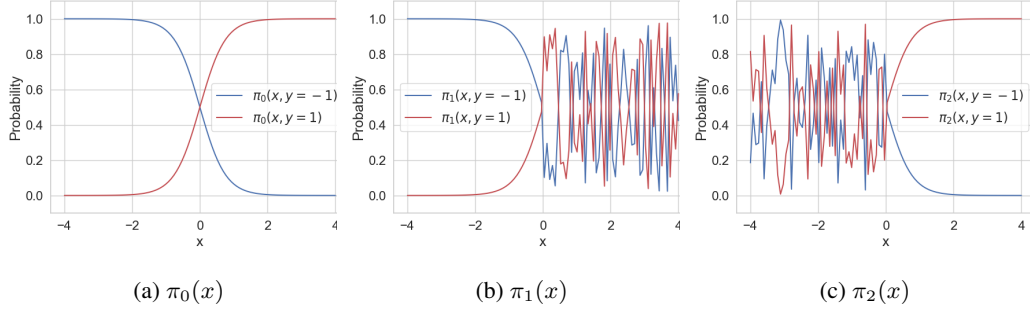 1.0
0.8
0.6
0.4
0.2
0.0
Probability
−4 −2 0 2 4
x
π₀(x, y = −1)
π₀(x, y = 1)
(a) π₀(x)
1.0
0.8
0.6
0.4
0.2
0.0
Probability
−4 −2 0 2 4
x
π₁(x, y = −1)
π₁(x, y = 1)
(b) π₁(x)
1.0
0.8
0.6
0.4
0.2
0.0
Probability
−4 −2 0 2 4
x
π₂(x, y = −1)
π₂(x, y = 1)
(c) π₂(x)